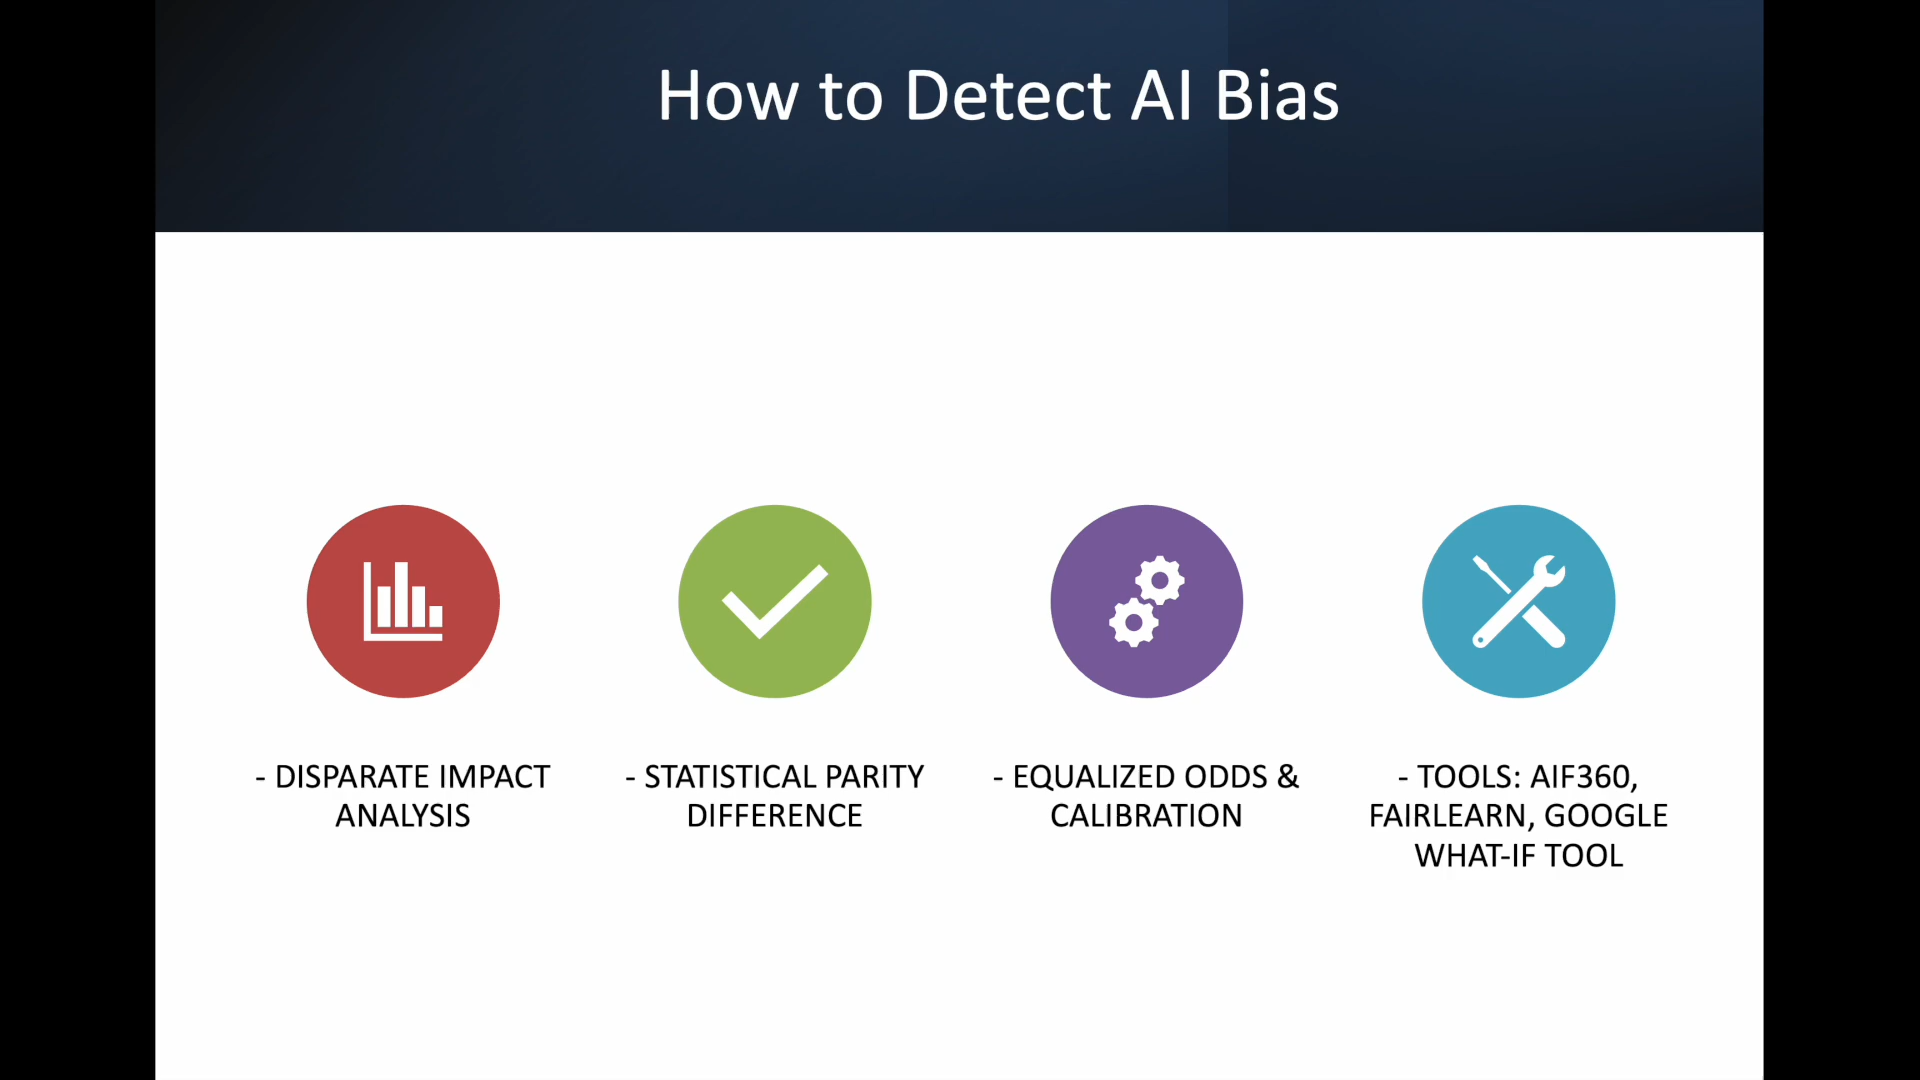 How to Detect AI Bias
- DISPARATE IMPACT
ANALYSIS
- STATISTICAL PARITY
DIFFERENCE
- EQUALIZED ODDS &
CALIBRATION
- TOOLS: AIF360,
FAIRLEARN, GOOGLE
WHAT-IF TOOL